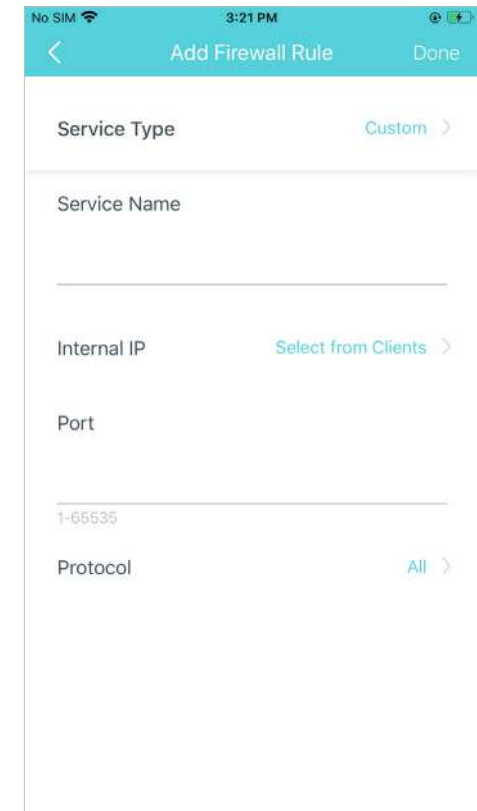 No SIM 3:21 PM
Add Firewall Rule Done
Service Type Custom
Service Name
Internal IP Select from Clients
Port
1-65535
Protocol All